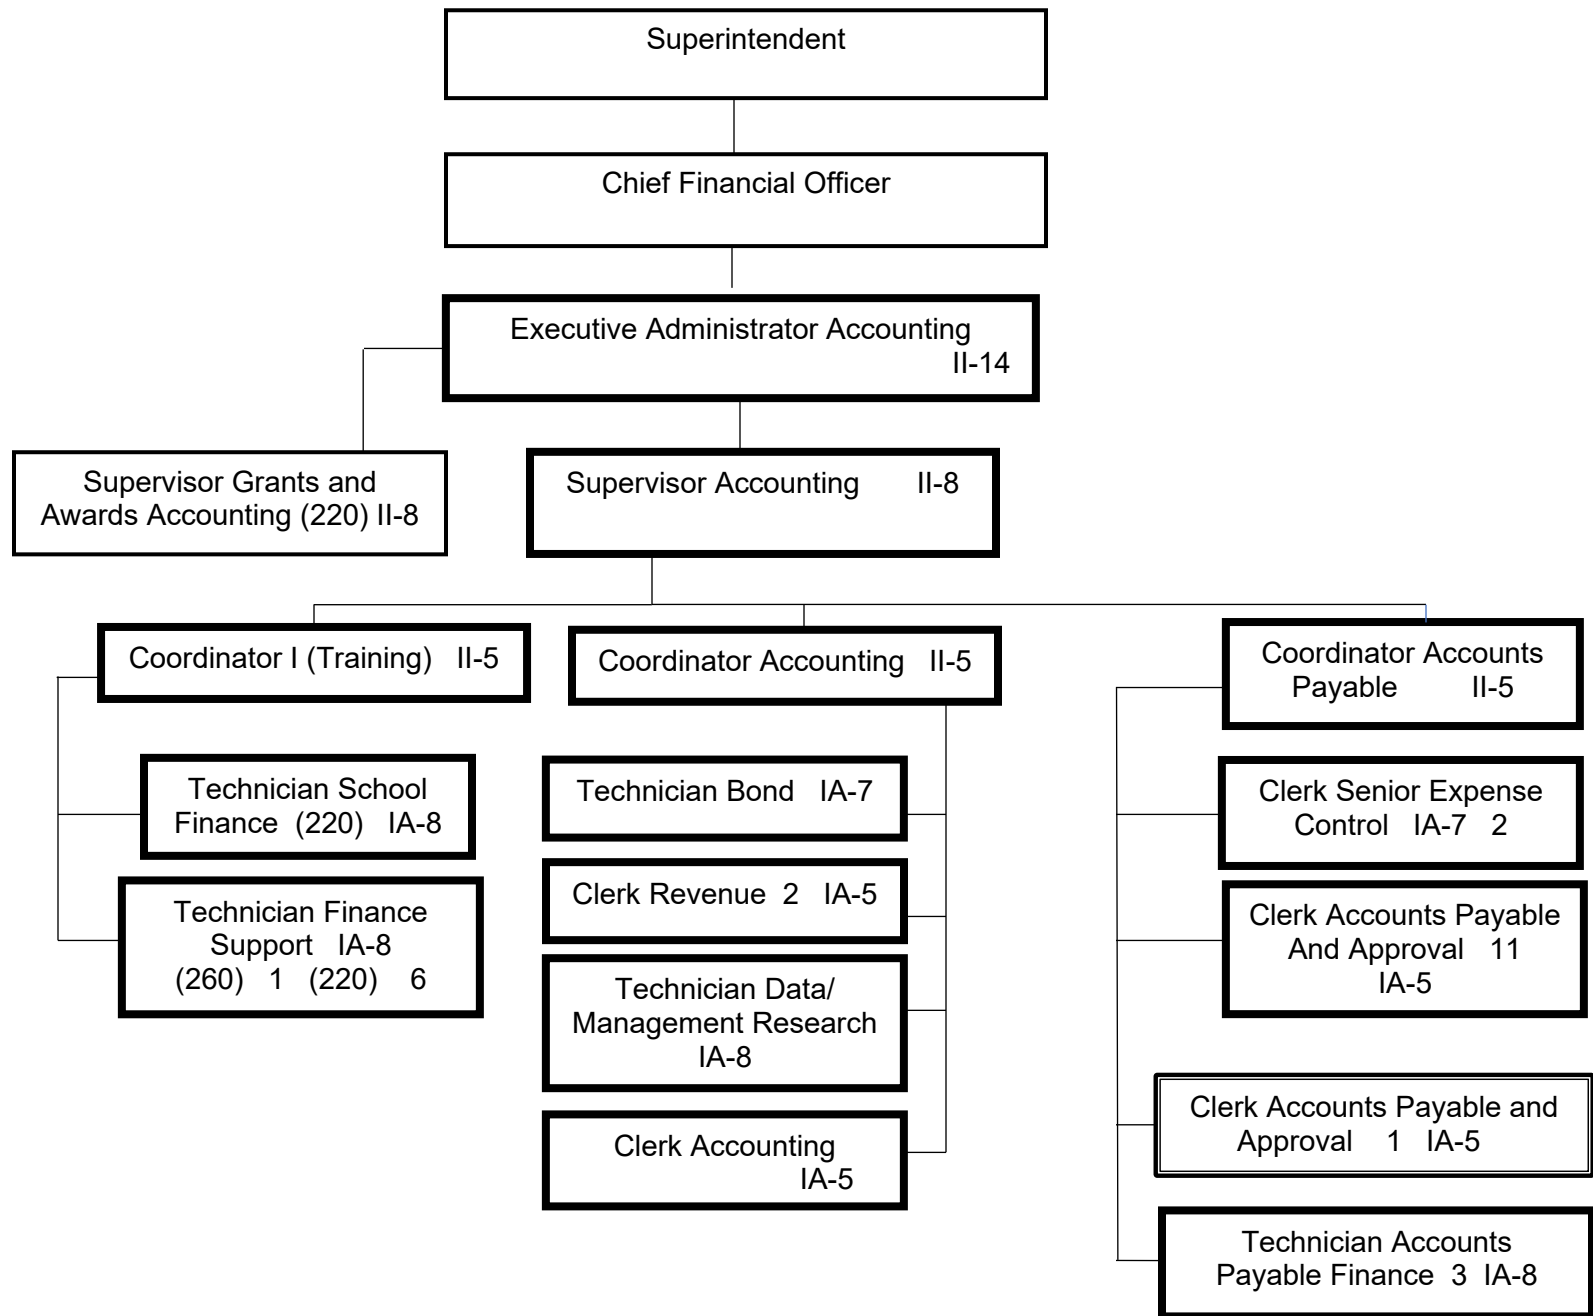 Superintendent
Chief Financial Officer
Executive Administrator Accounting
II-14
Supervisor Grants and
Awards Accounting (220) II-8
Supervisor Accounting II-8
Coordinator I (Training) II-5
Technician School
Finance (220) IA-8
Technician Finance
Support IA-8
(260) 1 (220) 6
Coordinator Accounting II-5
Technician Bond IA-7
Clerk Revenue 2 IA-5
Technician Data/
Management Research
IA-8
Clerk Accounting
IA-5
Coordinator Accounts
Payable II-5
Clerk Senior Expense
Control IA-7 2
Clerk Accounts Payable
And Approval 11
IA-5
Clerk Accounts Payable and
Approval 1 IA-5
Technician Accounts
Payable Finance 3 IA-8